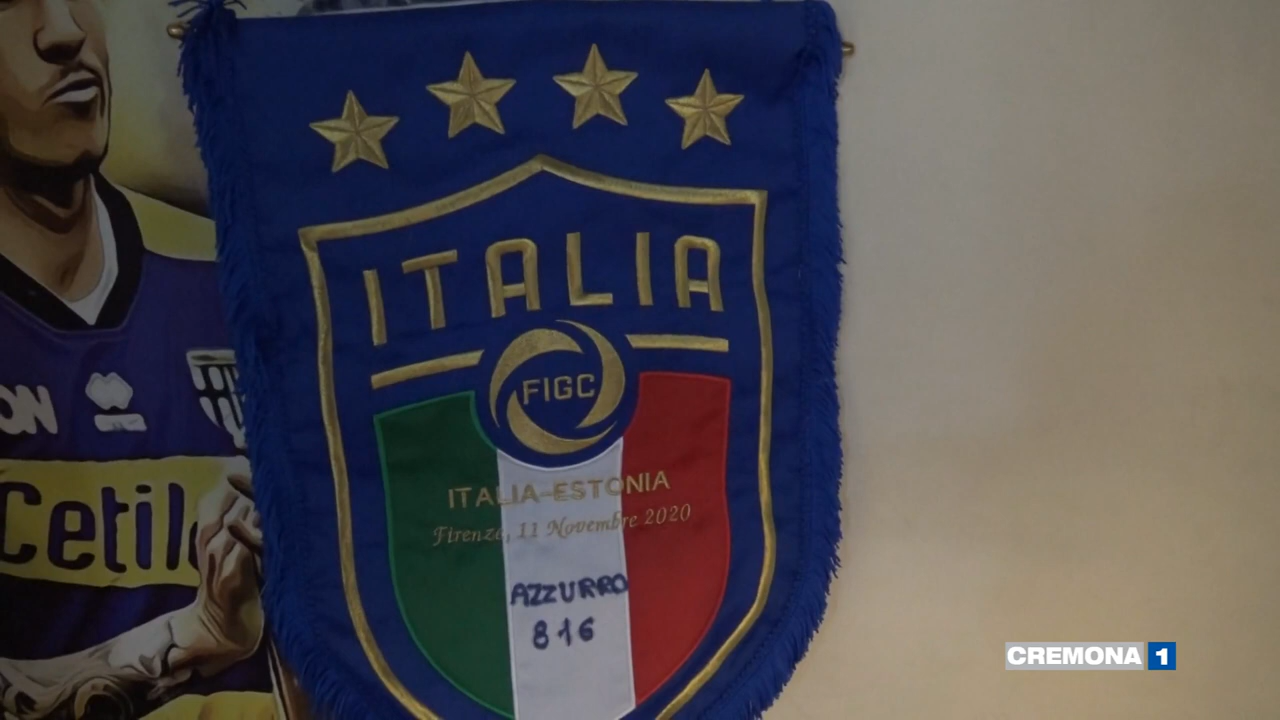 ITALIA
FIGC
ITALIA-ESTONIA
Firenze, 11 Novembre 2020
AZZURRO
816
ON
Cetil
CREMONA 1